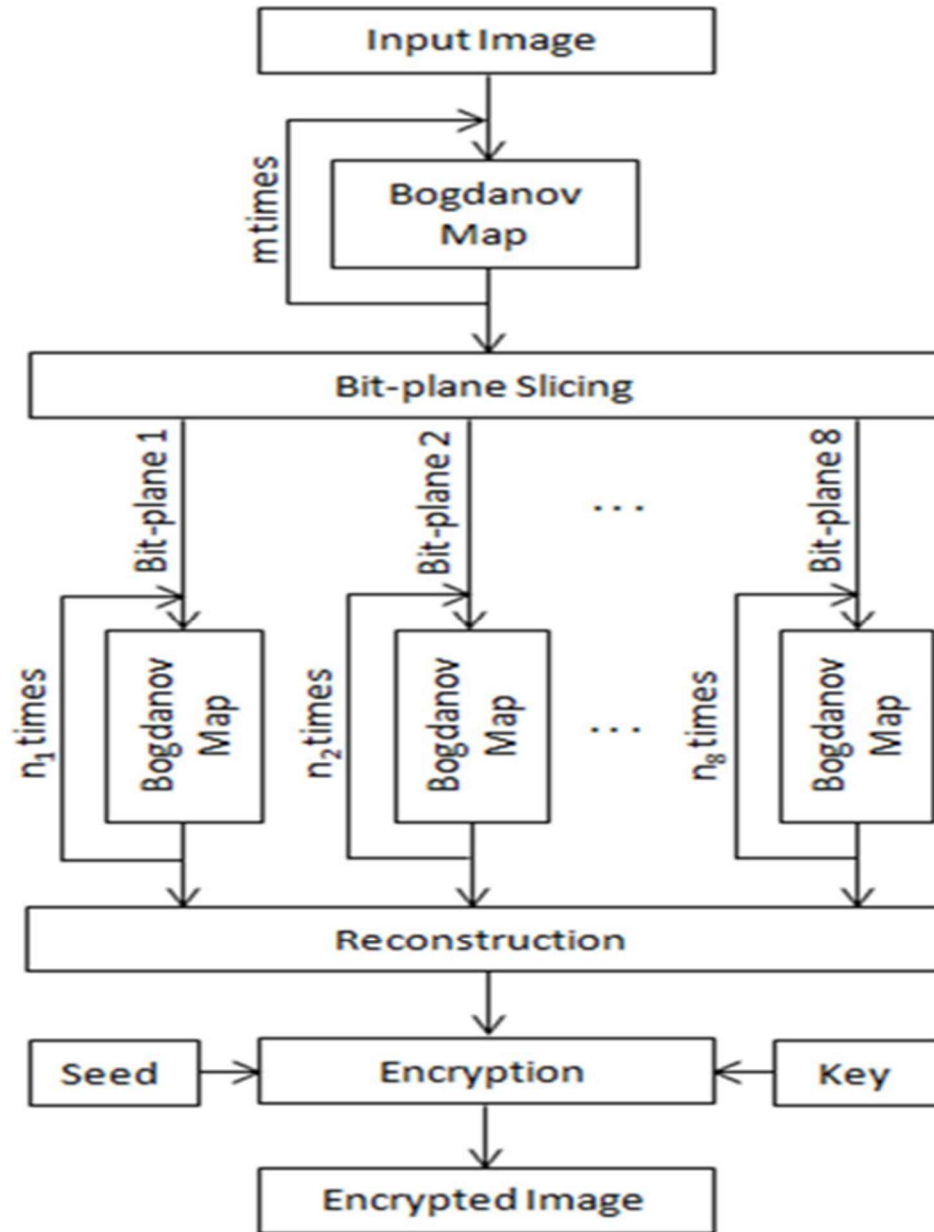 Input Image
m times
Bogdanov
Map
Bit-plane Slicing
Bit-plane 1
Bit-plane 2
...
Bit-plane 8
n₁ times
Bogdanov
Map
n₂ times
Bogdanov
Map
...
n₈ times
Bogdanov
Map
Reconstruction
Seed
Encryption
Key
Encrypted Image